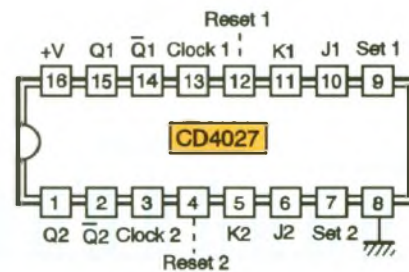 Reset 1
+V Q1 Q̅1 Clock 1 K1 J1 Set 1
16 15 14 13 12 11 10 9
CD4027
1 2 3 4 5 6 7 8
Q2 Q̅2 Clock 2 K2 J2 Set 2
Reset 2